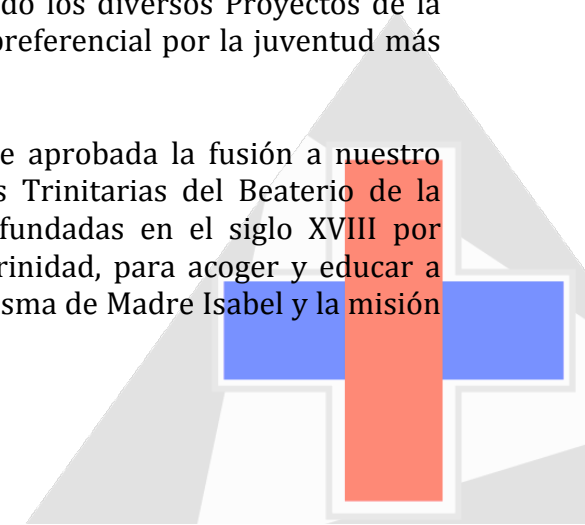 do los diversos Proyectos de la
preferencial por la juventud más
e aprobada la fusión a nuestro
s Trinitarias del Beaterio de la
fundadas en el siglo XVIII por
rinidad, para acoger y educar a
isma de Madre Isabel y la misión